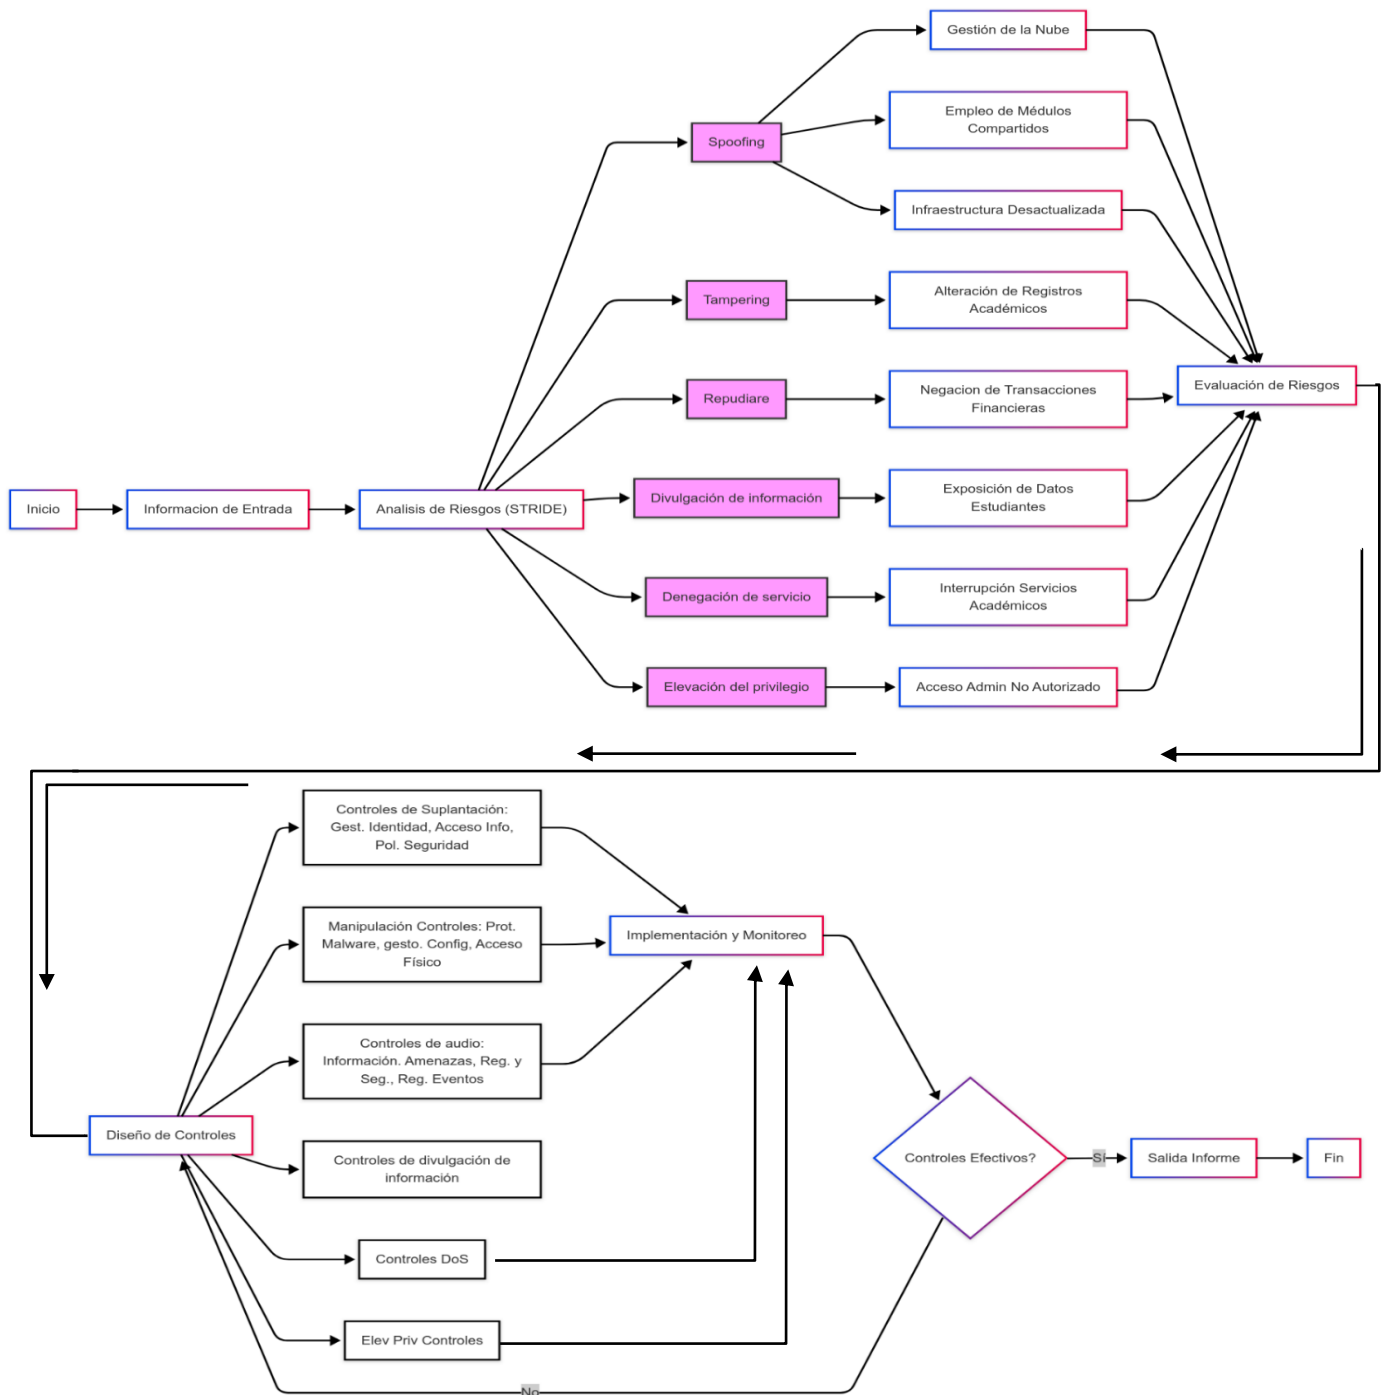 Gestión de la Nube
Empleo de Médulos
Compartidos
Spoofing
Infraestructura Desactualizada
Alteración de Registros
Académicos
Tampering
Evaluación de Riesgos
Negacion de Transacciones
Financieras
Repudiare
Inicio
Informacion de Entrada
Analisis de Riesgos (STRIDE)
Divulgación de información
Exposición de Datos
Estudiantes
Denegación de servicio
Interrupción Servicios
Académicos
Elevación del privilegio
Acceso Admin No Autorizado
Controles de Suplantación:
Gest. Identidad, Acceso Info,
Pol. Seguridad
Manipulación Controles: Prot.
Malware, gesto. Config, Acceso
Físico
Implementación y Monitoreo
Controles de audio:
Información. Amenazas, Reg. y
Seg., Reg. Eventos
Diseño de Controles
Controles de divulgación de
información
Controles Efectivos?
Sí
Salida Informe
Fin
Controles DoS
Elev Priv Controles
No